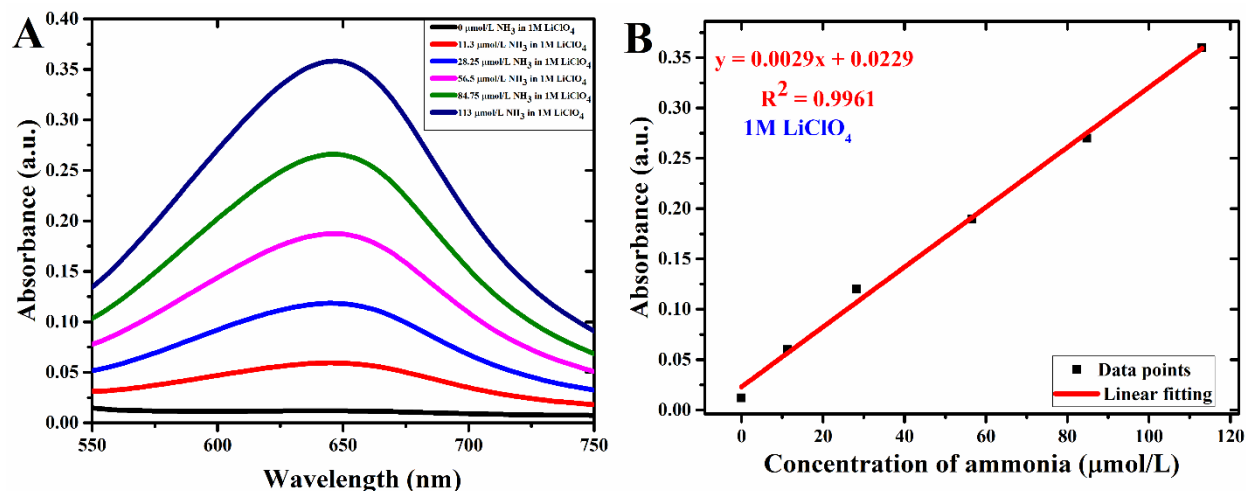 A
0 μmol/L NH3 in 1M LiClO4
11.3 μmol/L NH3 in 1M LiClO4
28.25 μmol/L NH3 in 1M LiClO4
56.5 μmol/L NH3 in 1M LiClO4
84.75 μmol/L NH3 in 1M LiClO4
113 μmol/L NH3 in 1M LiClO4
Absorbance (a.u.)
0.40
0.35
0.30
0.25
0.20
0.15
0.10
0.05
0.00
550 600 650 700 750
Wavelength (nm)
B
y = 0.0029x + 0.0229
R2 = 0.9961
1M LiClO4
Absorbance (a.u.)
0.35
0.30
0.25
0.20
0.15
0.10
0.05
0.00
Data points
Linear fitting
0 20 40 60 80 100 120
Concentration of ammonia (μmol/L)